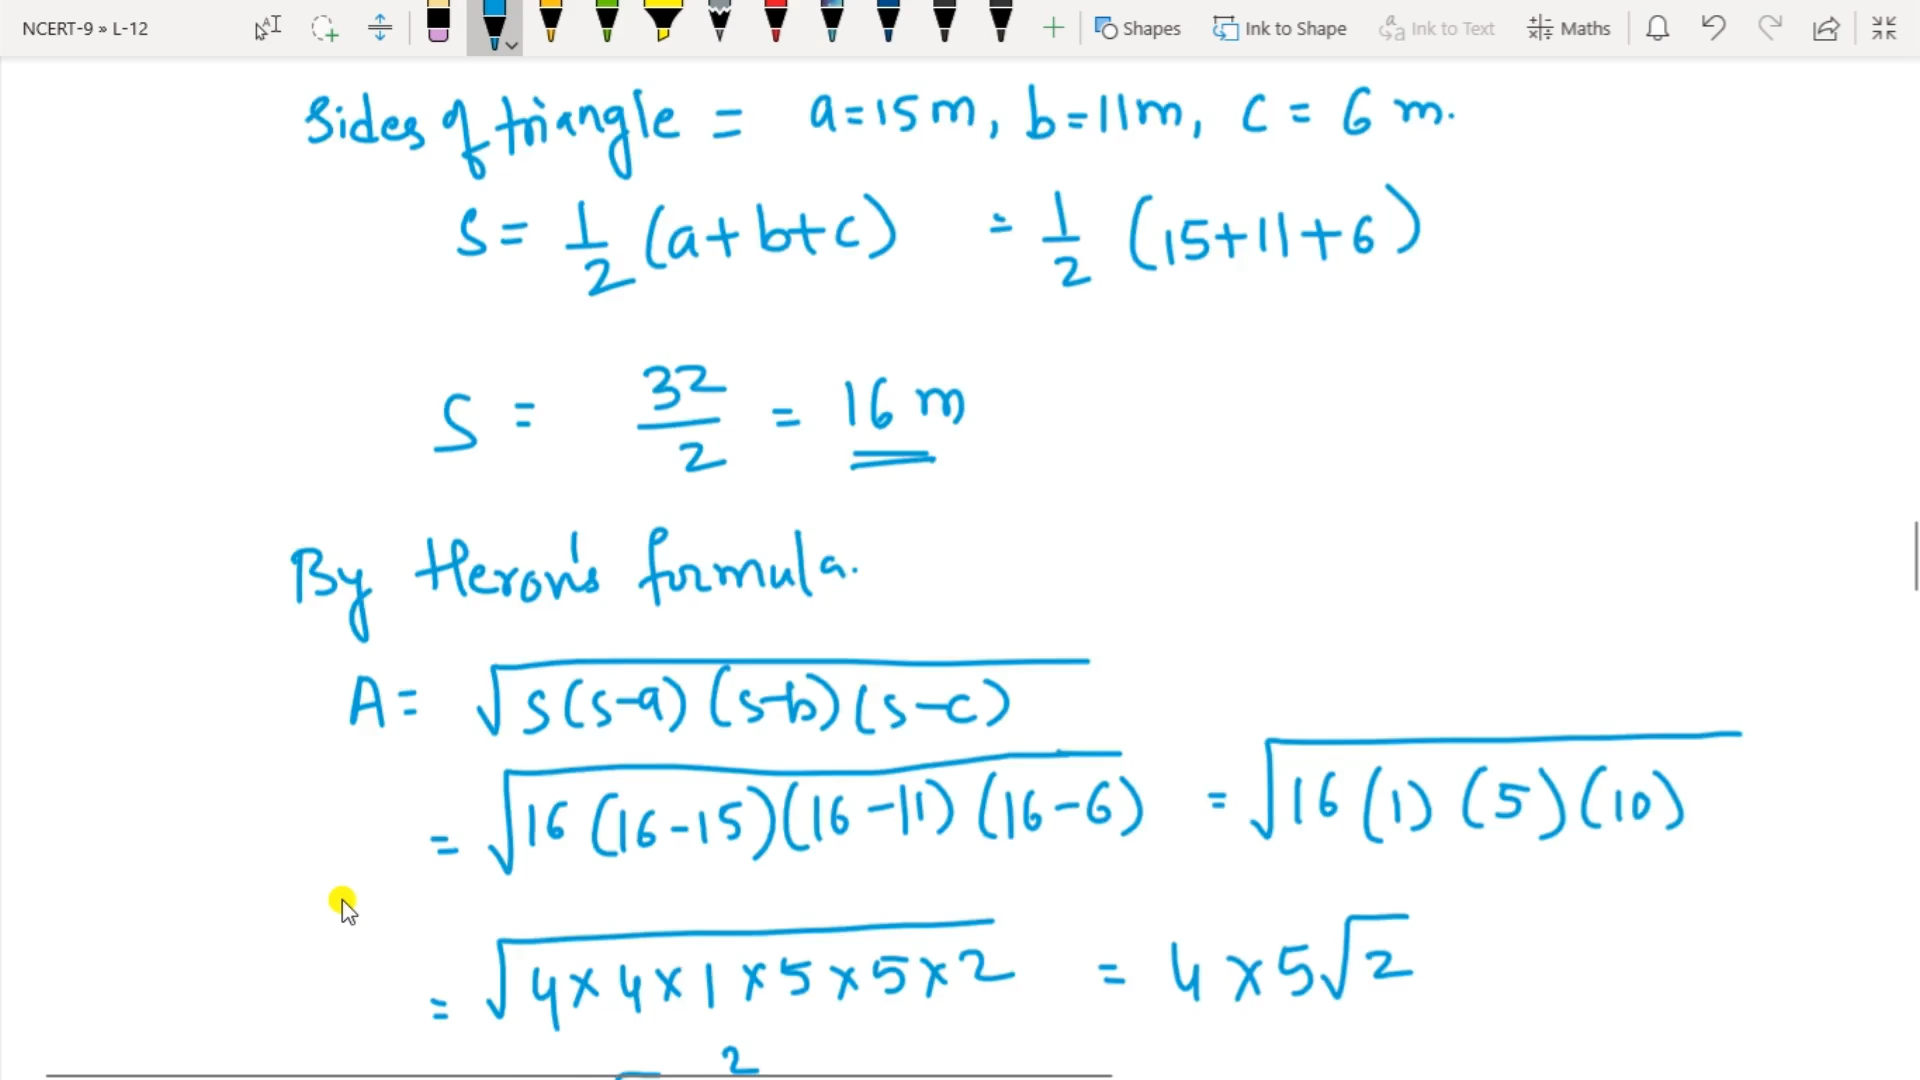 NCERT-9 » L-12 Shapes Ink to Shape Ink to Text Maths
Sides of triangle = a=15m, b=11m, c = 6 m.
S = 1/2 (a+b+c) = 1/2 (15+11+6)
S = 32/2 = 16 m
By Heron's formula.
A = √S(s-a)(s-b)(s-c)
= √16(16-15)(16-11)(16-6) = √16(1)(5)(10)
= √4×4×1×5×5×2 = 4×5√2
2